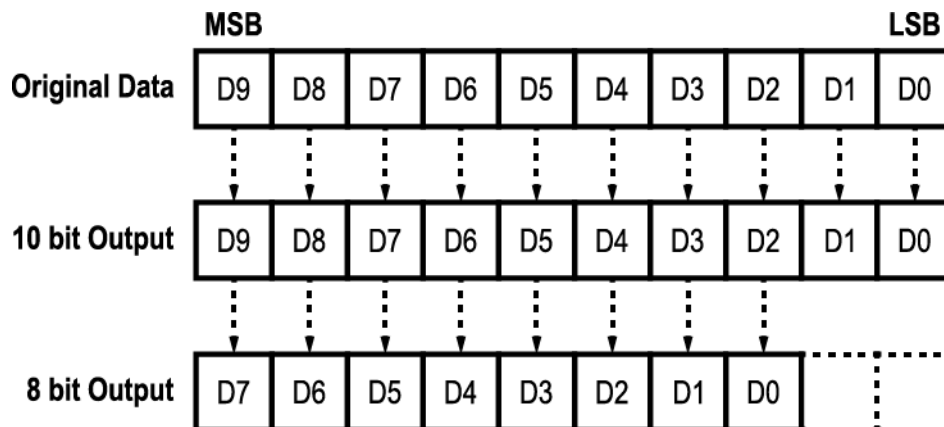 MSB LSB
Original Data D9 D8 D7 D6 D5 D4 D3 D2 D1 D0
10 bit Output D9 D8 D7 D6 D5 D4 D3 D2 D1 D0
8 bit Output D7 D6 D5 D4 D3 D2 D1 D0